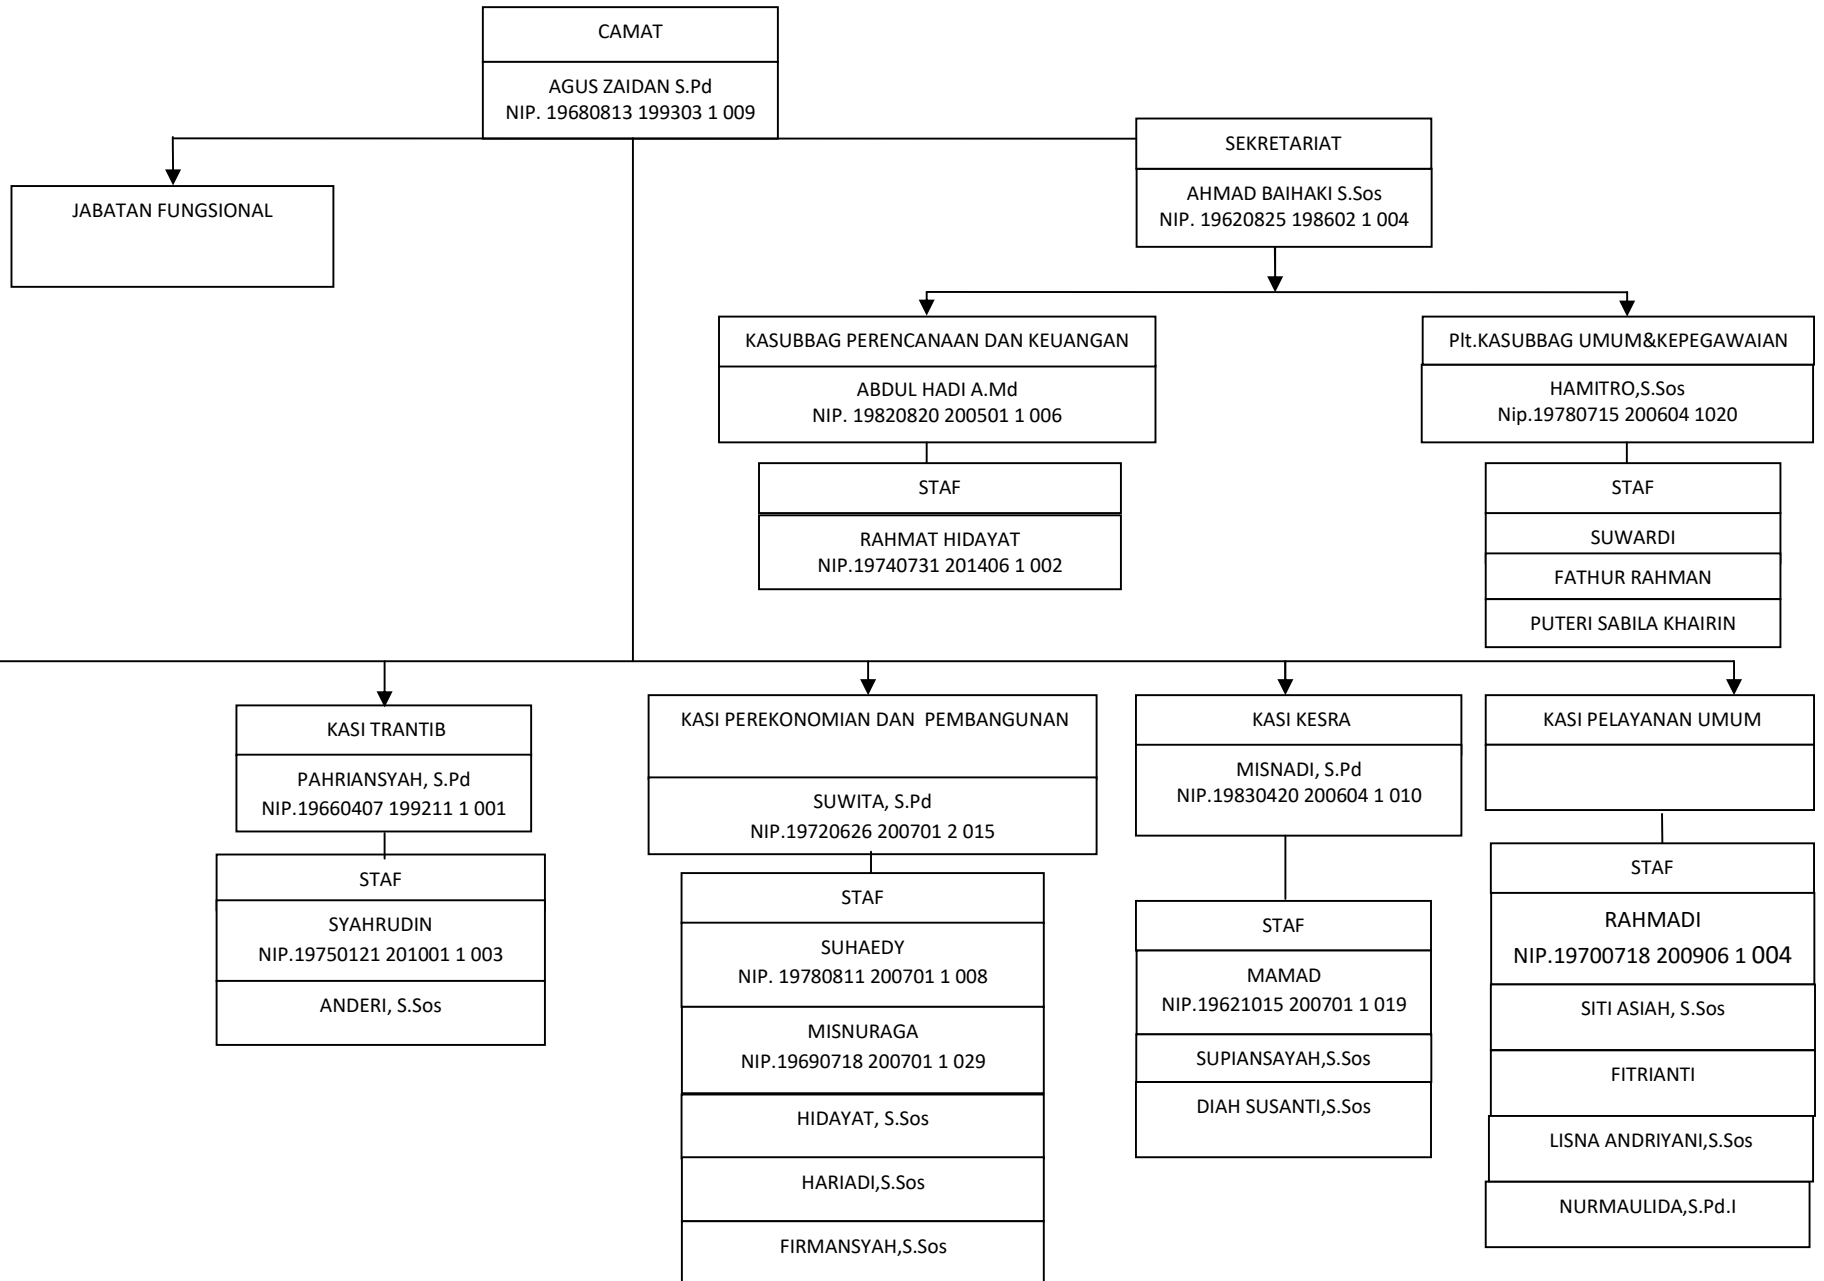 CAMAT
AGUS ZAIDAN S.Pd
NIP. 19680813 199303 1 009
SEKRETARIAT
AHMAD BAIHAKI S.Sos
NIP. 19620825 198602 1 004
JABATAN FUNGSIONAL
KASUBBAG PERENCANAAN DAN KEUANGAN
ABDUL HADI A.Md
NIP. 19820820 200501 1 006
STAF
RAHMAT HIDAYAT
NIP.19740731 201406 1 002
Plt.KASUBBAG UMUM&KEPEGAWAIAN
HAMITRO,S.Sos
Nip.19780715 200604 1020
STAF
SUWARDI
FATHUR RAHMAN
PUTERI SABILA KHAIRIN
KASI TRANTIB
PAHRIANSYAH, S.Pd
NIP.19660407 199211 1 001
STAF
SYAHRUDIN
NIP.19750121 201001 1 003
ANDERI, S.Sos
KASI PEREKONOMIAN DAN PEMBANGUNAN
SUWITA, S.Pd
NIP.19720626 200701 2 015
STAF
SUHAEDY
NIP. 19780811 200701 1 008
MISNURAGA
NIP.19690718 200701 1 029
HIDAYAT, S.Sos
HARIADI,S.Sos
FIRMANSYAH,S.Sos
KASI KESRA
MISNADI, S.Pd
NIP.19830420 200604 1 010
STAF
MAMAD
NIP.19621015 200701 1 019
SUPIANSAYAH,S.Sos
DIAH SUSANTI,S.Sos
KASI PELAYANAN UMUM
STAF
RAHMADI
NIP.19700718 200906 1 004
SITI ASIAH, S.Sos
FITRIANTI
LISNA ANDRIYANI,S.Sos
NURMAULIDA,S.Pd.I